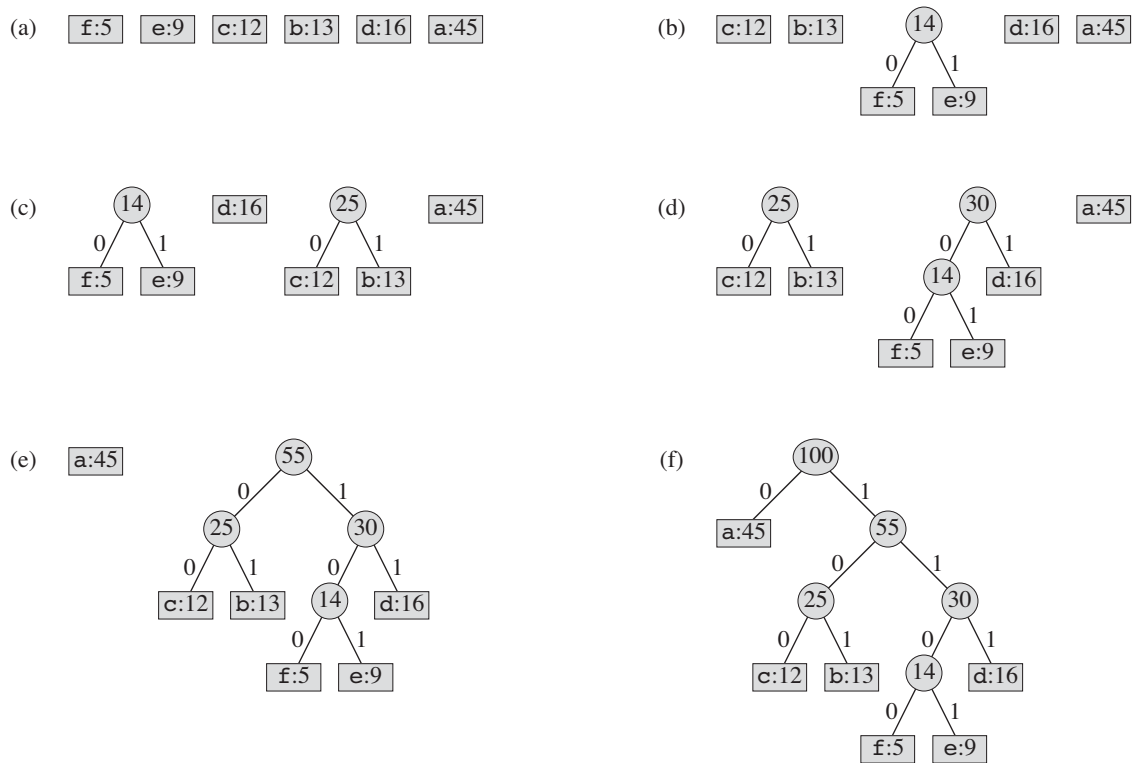 (a) f:5 e:9 c:12 b:13 d:16 a:45
(b) c:12 b:13 14 d:16 a:45
0 1
f:5 e:9
(c) 14 d:16 25 a:45
0 1 0 1
f:5 e:9 c:12 b:13
(d) 25 30 a:45
0 1 0 1
c:12 b:13 14 d:16
0 1
f:5 e:9
(e) a:45 55
0 1
25 30
0 1 0 1
c:12 b:13 14 d:16
0 1
f:5 e:9
(f) 100
0 1
a:45 55
0 1
25 30
0 1 0 1
c:12 b:13 14 d:16
0 1
f:5 e:9